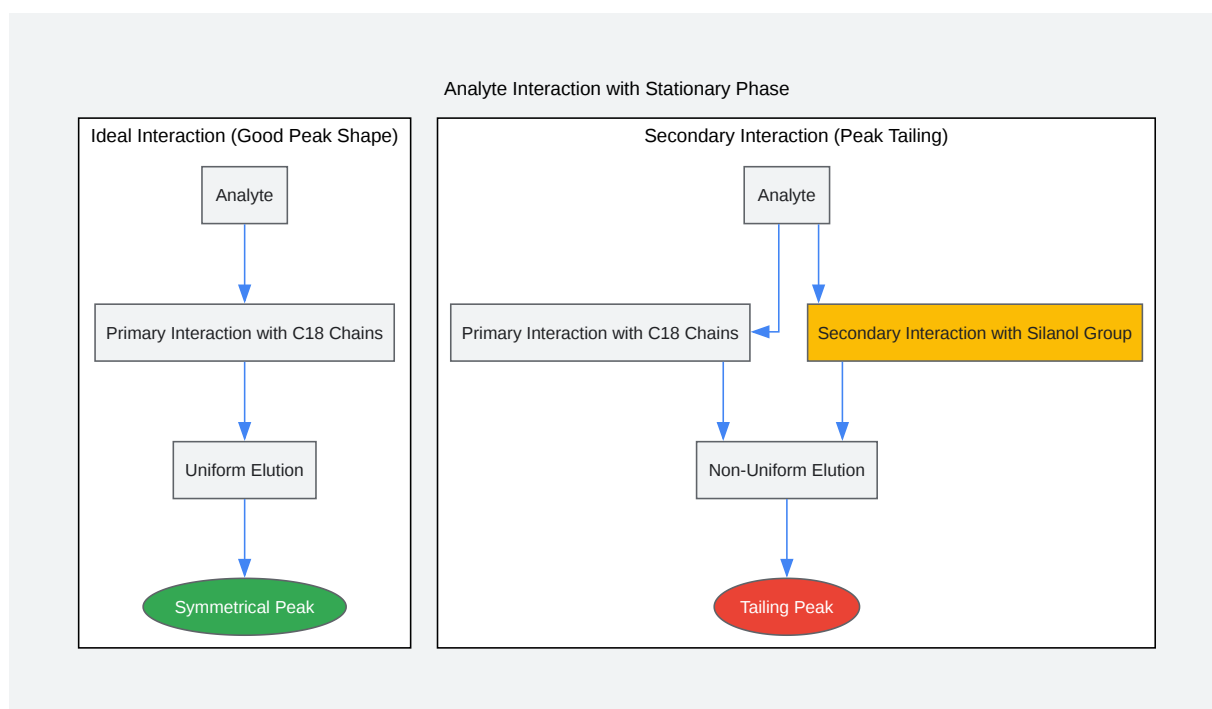 Analyte Interaction with Stationary Phase
Ideal Interaction (Good Peak Shape)
Analyte
Primary Interaction with C18 Chains
Uniform Elution
Symmetrical Peak
Secondary Interaction (Peak Tailing)
Analyte
Primary Interaction with C18 Chains
Secondary Interaction with Silanol Group
Non-Uniform Elution
Tailing Peak